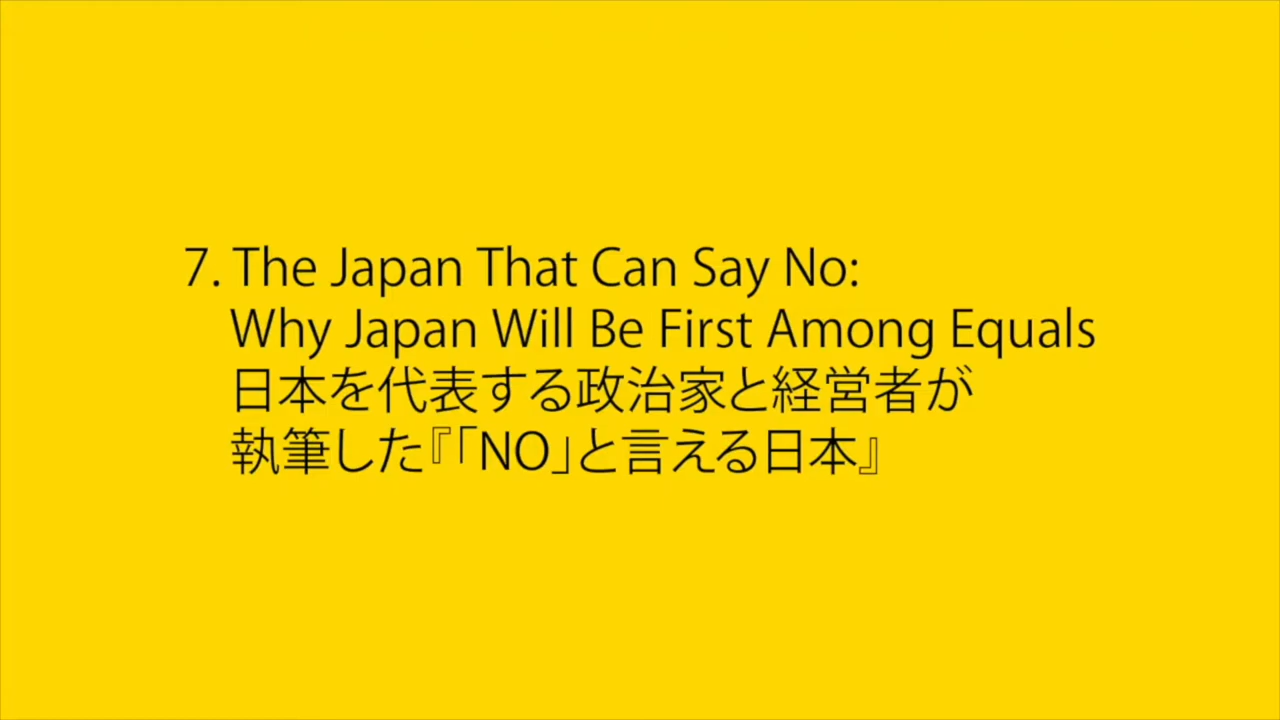 7. The Japan That Can Say No:
Why Japan Will Be First Among Equals
日本を代表する政治家と経営者が
執筆した『「NO」と言える日本』